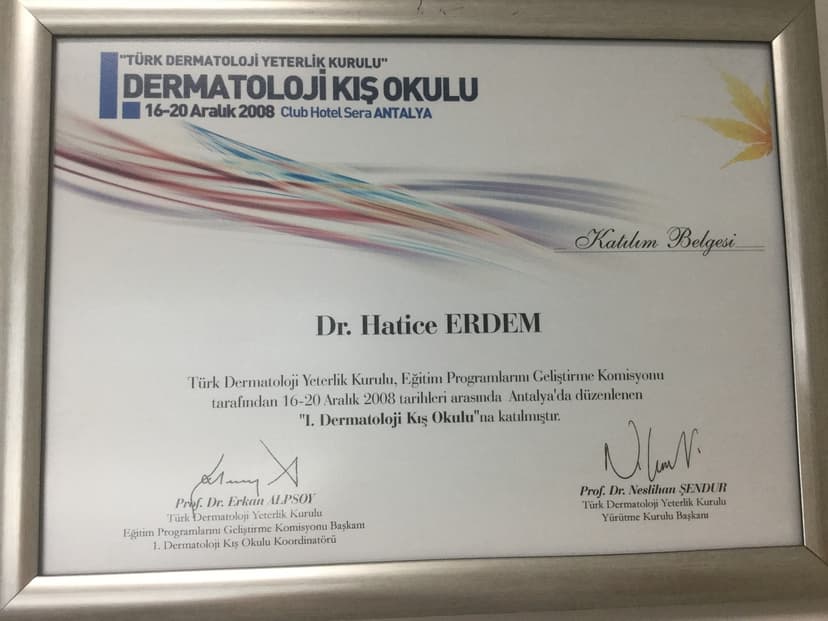 "TÜRK DERMATOLOJİ YETERLİK KURULU"
1. DERMATOLOJİ KIŞ OKULU
16-20 Aralık 2008 Club Hotel Sera ANTALYA
Katılım Belgesi
Dr. Hatice ERDEM
Türk Dermatoloji Yeterlik Kurulu, Eğitim Programlarını Geliştirme Komisyonu
tarafından 16-20 Aralık 2008 tarihleri arasında Antalya'da düzenlenen
"1. Dermatoloji Kış Okulu"na katılmıştır.
Prof. Dr. Erkan ALPSOY
Türk Dermatoloji Yeterlik Kurulu
Eğitim Programlarını Geliştirme Komisyonu Başkanı
1. Dermatoloji Kış Okulu Koordinatörü
Prof. Dr. Neslihan ŞENDUR
Türk Dermatoloji Yeterlik Kurulu
Yürütme Kurulu Başkanı